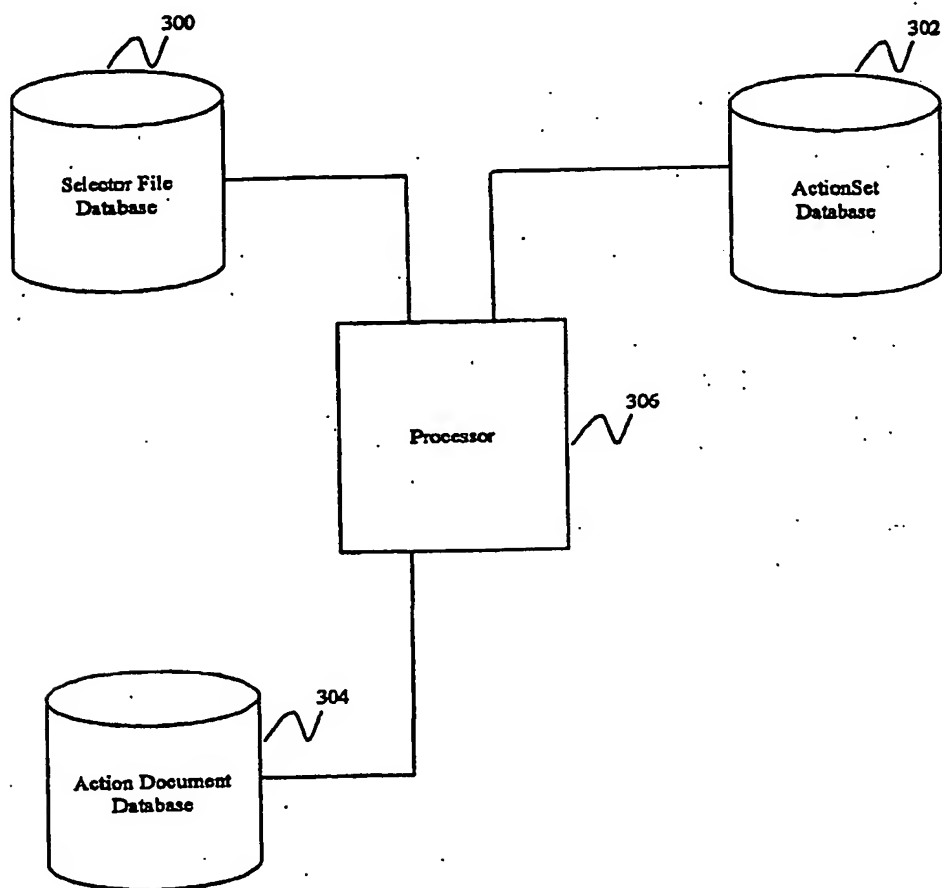 300
302
Selector File
Database
ActionSet
Database
306
Processor
304
Action Document
Database